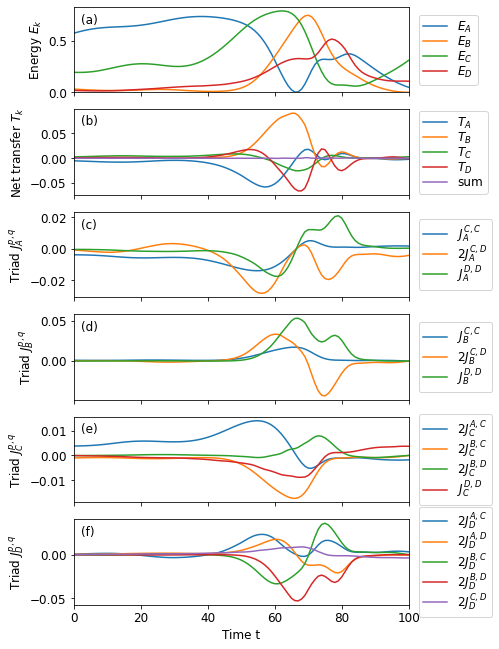 (a)
Energy E_k
0.5
0.0
E_A
E_B
E_C
E_D
(b)
Net transfer T_k
0.05
0.00
−0.05
T_A
T_B
T_C
T_D
sum
(c)
Triad J_A^{p,q}
0.02
0.00
−0.02
J_A^{C,C}
2J_A^{C,D}
J_A^{D,D}
(d)
Triad J_B^{p,q}
0.05
0.00
J_B^{C,C}
2J_B^{C,D}
J_B^{D,D}
(e)
Triad J_C^{p,q}
0.01
0.00
−0.01
2J_C^{A,C}
2J_C^{B,C}
2J_C^{B,D}
J_C^{D,D}
(f)
Triad J_D^{p,q}
0.00
−0.05
2J_D^{A,C}
2J_D^{A,D}
2J_D^{B,C}
2J_D^{B,D}
2J_D^{C,D}
0 20 40 60 80 100
Time t